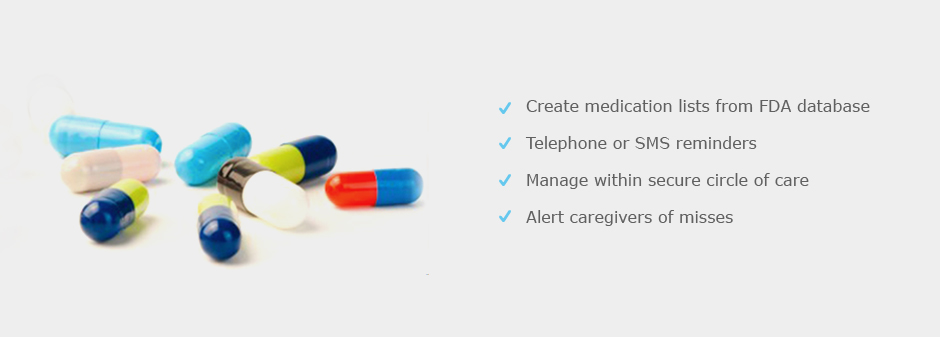 Create medication lists from FDA database
Telephone or SMS reminders
Manage within secure circle of care
Alert caregivers of misses